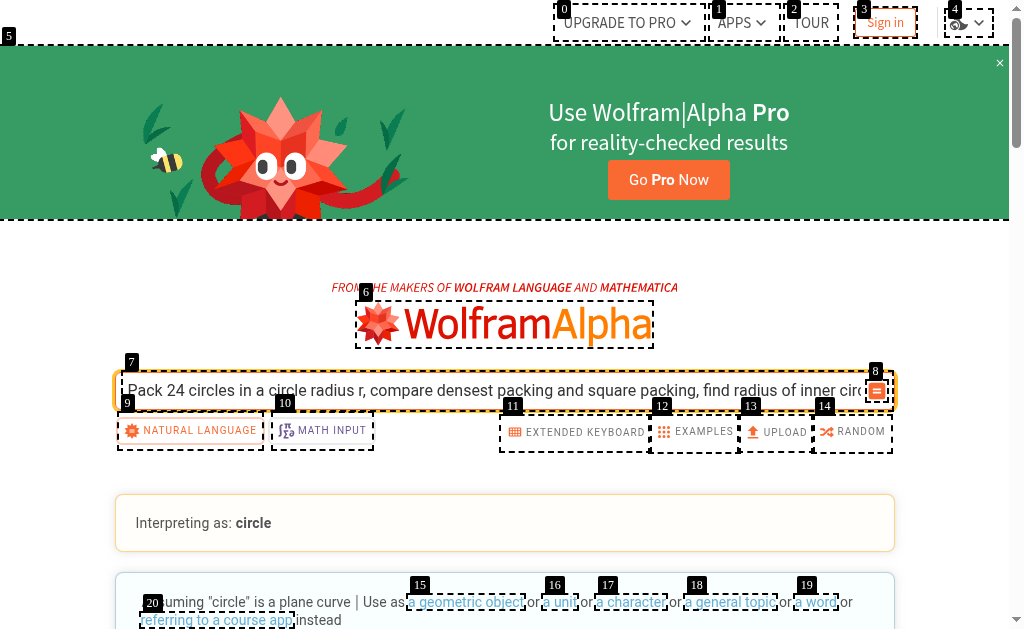 0 1 2 3 4
UPGRADE TO PRO APPS TOUR Sign in
5
×
Use Wolfram|Alpha Pro
for reality-checked results
Go Pro Now
FROM THE MAKERS OF WOLFRAM LANGUAGE AND MATHEMATICA
6
WolframAlpha
7 8
Pack 24 circles in a circle radius r, compare densest packing and square packing, find radius of inner circ
9 10 11 12 13 14
NATURAL LANGUAGE MATH INPUT EXTENDED KEYBOARD EXAMPLES UPLOAD RANDOM
Interpreting as: circle
15 16 17 18 19
Assuming "circle" is a plane curve | Use as a geometric object or a unit or a character or a general topic or a word or
20
referring to a course app instead